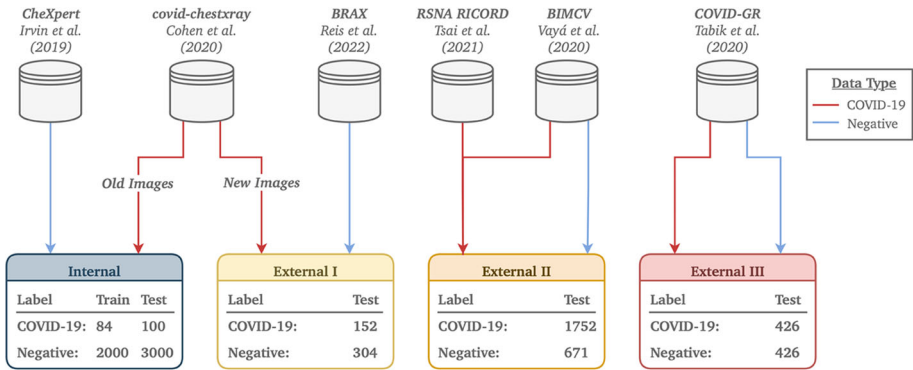 CheXpert
Irvin et al.
(2019)
covid-chestxray
Cohen et al.
(2020)
BRAX
Reis et al.
(2022)
RSNA RICORD
Tsai et al.
(2021)
BIMCV
Vayá et al.
(2020)
COVID-GR
Tabik et al.
(2020)
Data Type
COVID-19
Negative
Old Images
New Images
Internal
Label Train Test
COVID-19: 84 100
Negative: 2000 3000
External I
Label Test
COVID-19: 152
Negative: 304
External II
Label Test
COVID-19: 1752
Negative: 671
External III
Label Test
COVID-19: 426
Negative: 426